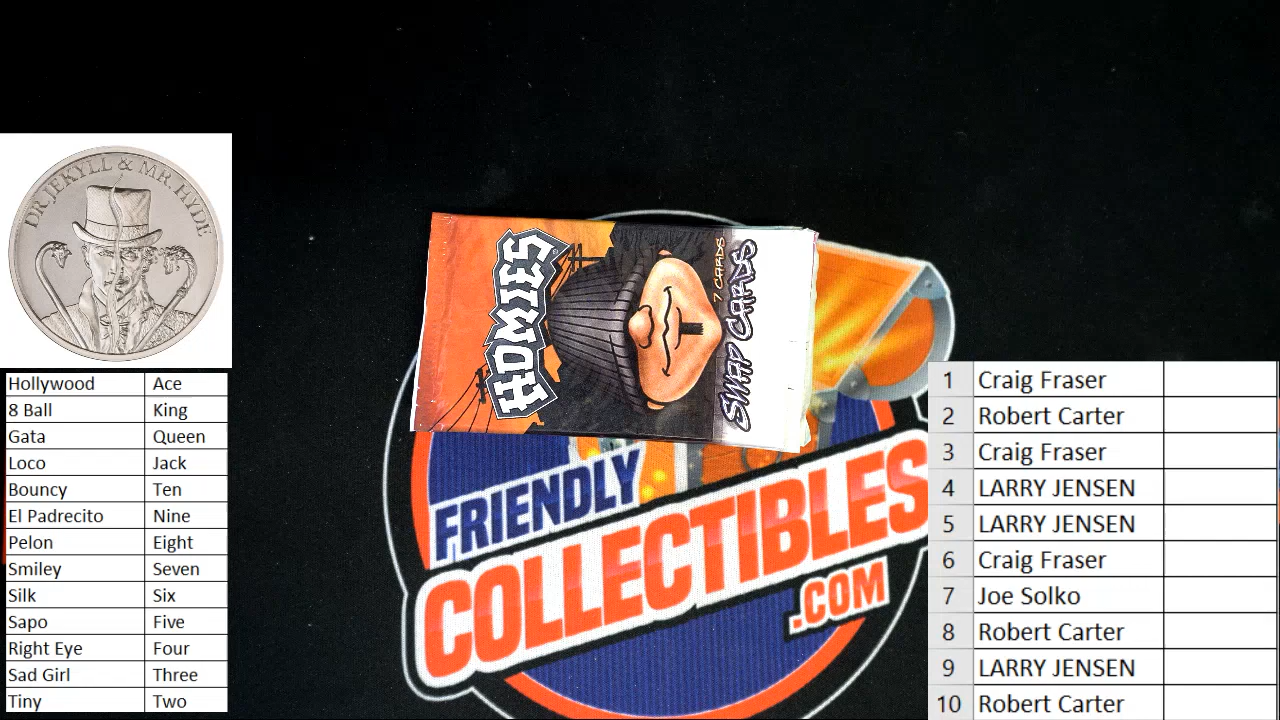 DR. JEKYLL & MR. HYDE
Hollywood Ace
8 Ball King
Gata Queen
Loco Jack
Bouncy Ten
El Padrecito Nine
Pelon Eight
Smiley Seven
Silk Six
Sapo Five
Right Eye Four
Sad Girl Three
Tiny Two
HOMIES
7 CARDS
SWAP CARDS
FRIENDLY
COLLECTIBLES
.COM
1 Craig Fraser
2 Robert Carter
3 Craig Fraser
4 LARRY JENSEN
5 LARRY JENSEN
6 Craig Fraser
7 Joe Solko
8 Robert Carter
9 LARRY JENSEN
10 Robert Carter